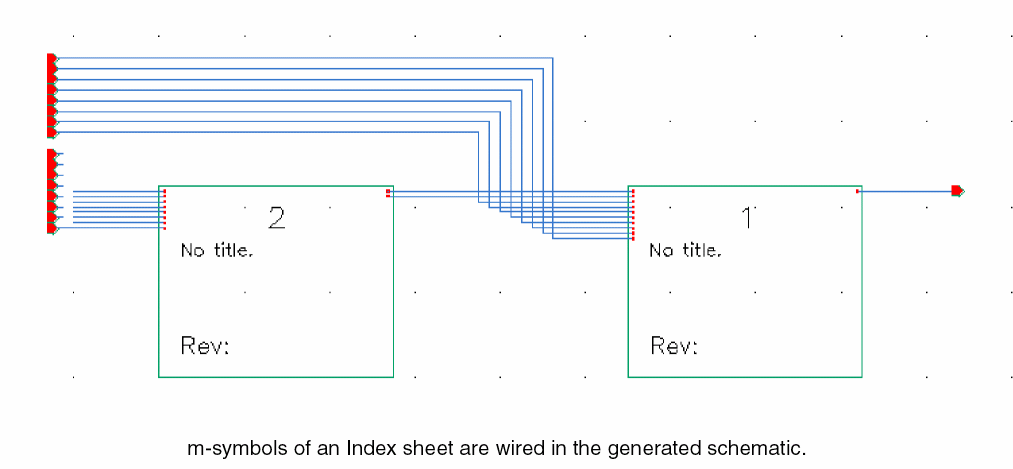 2
No title.
Rev:
1
No title.
Rev:
m-symbols of an Index sheet are wired in the generated schematic.